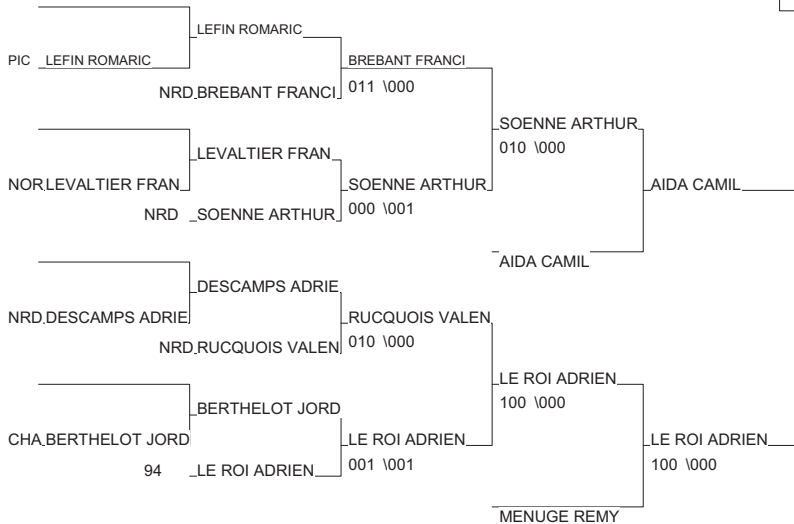 LEFIN ROMARIC
PIC LEFIN ROMARIC
BREBANT FRANCI
NRD BREBANT FRANCI
011 \000
SOENNE ARTHUR
010 \000
LEVALTIER FRAN
NOR LEVALTIER FRAN
SOENNE ARTHUR
000 \001
AIDA CAMIL
NRD SOENNE ARTHUR
AIDA CAMIL
DESCAMPS ADRIE
NRD DESCAMPS ADRIE
RUCQUOIS VALEN
NRD RUCQUOIS VALEN
010 \000
LE ROI ADRIEN
100 \000
BERTHELOT JORD
CHA BERTHELOT JORD
LE ROI ADRIEN
001 \001
LE ROI ADRIEN
100 \000
94 LE ROI ADRIEN
MENUGE REMY